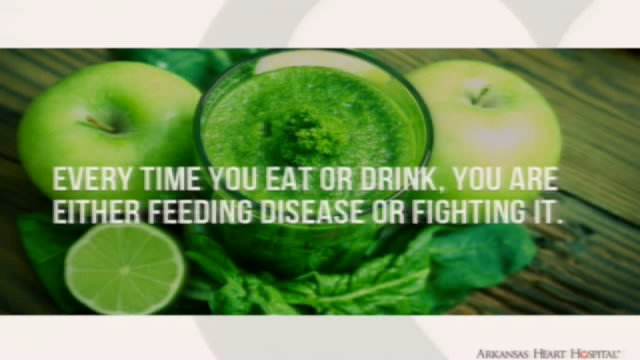 EVERY TIME YOU EAT OR DRINK, YOU ARE
EITHER FEEDING DISEASE OR FIGHTING IT.
ARKANSAS HEART HOSPITAL